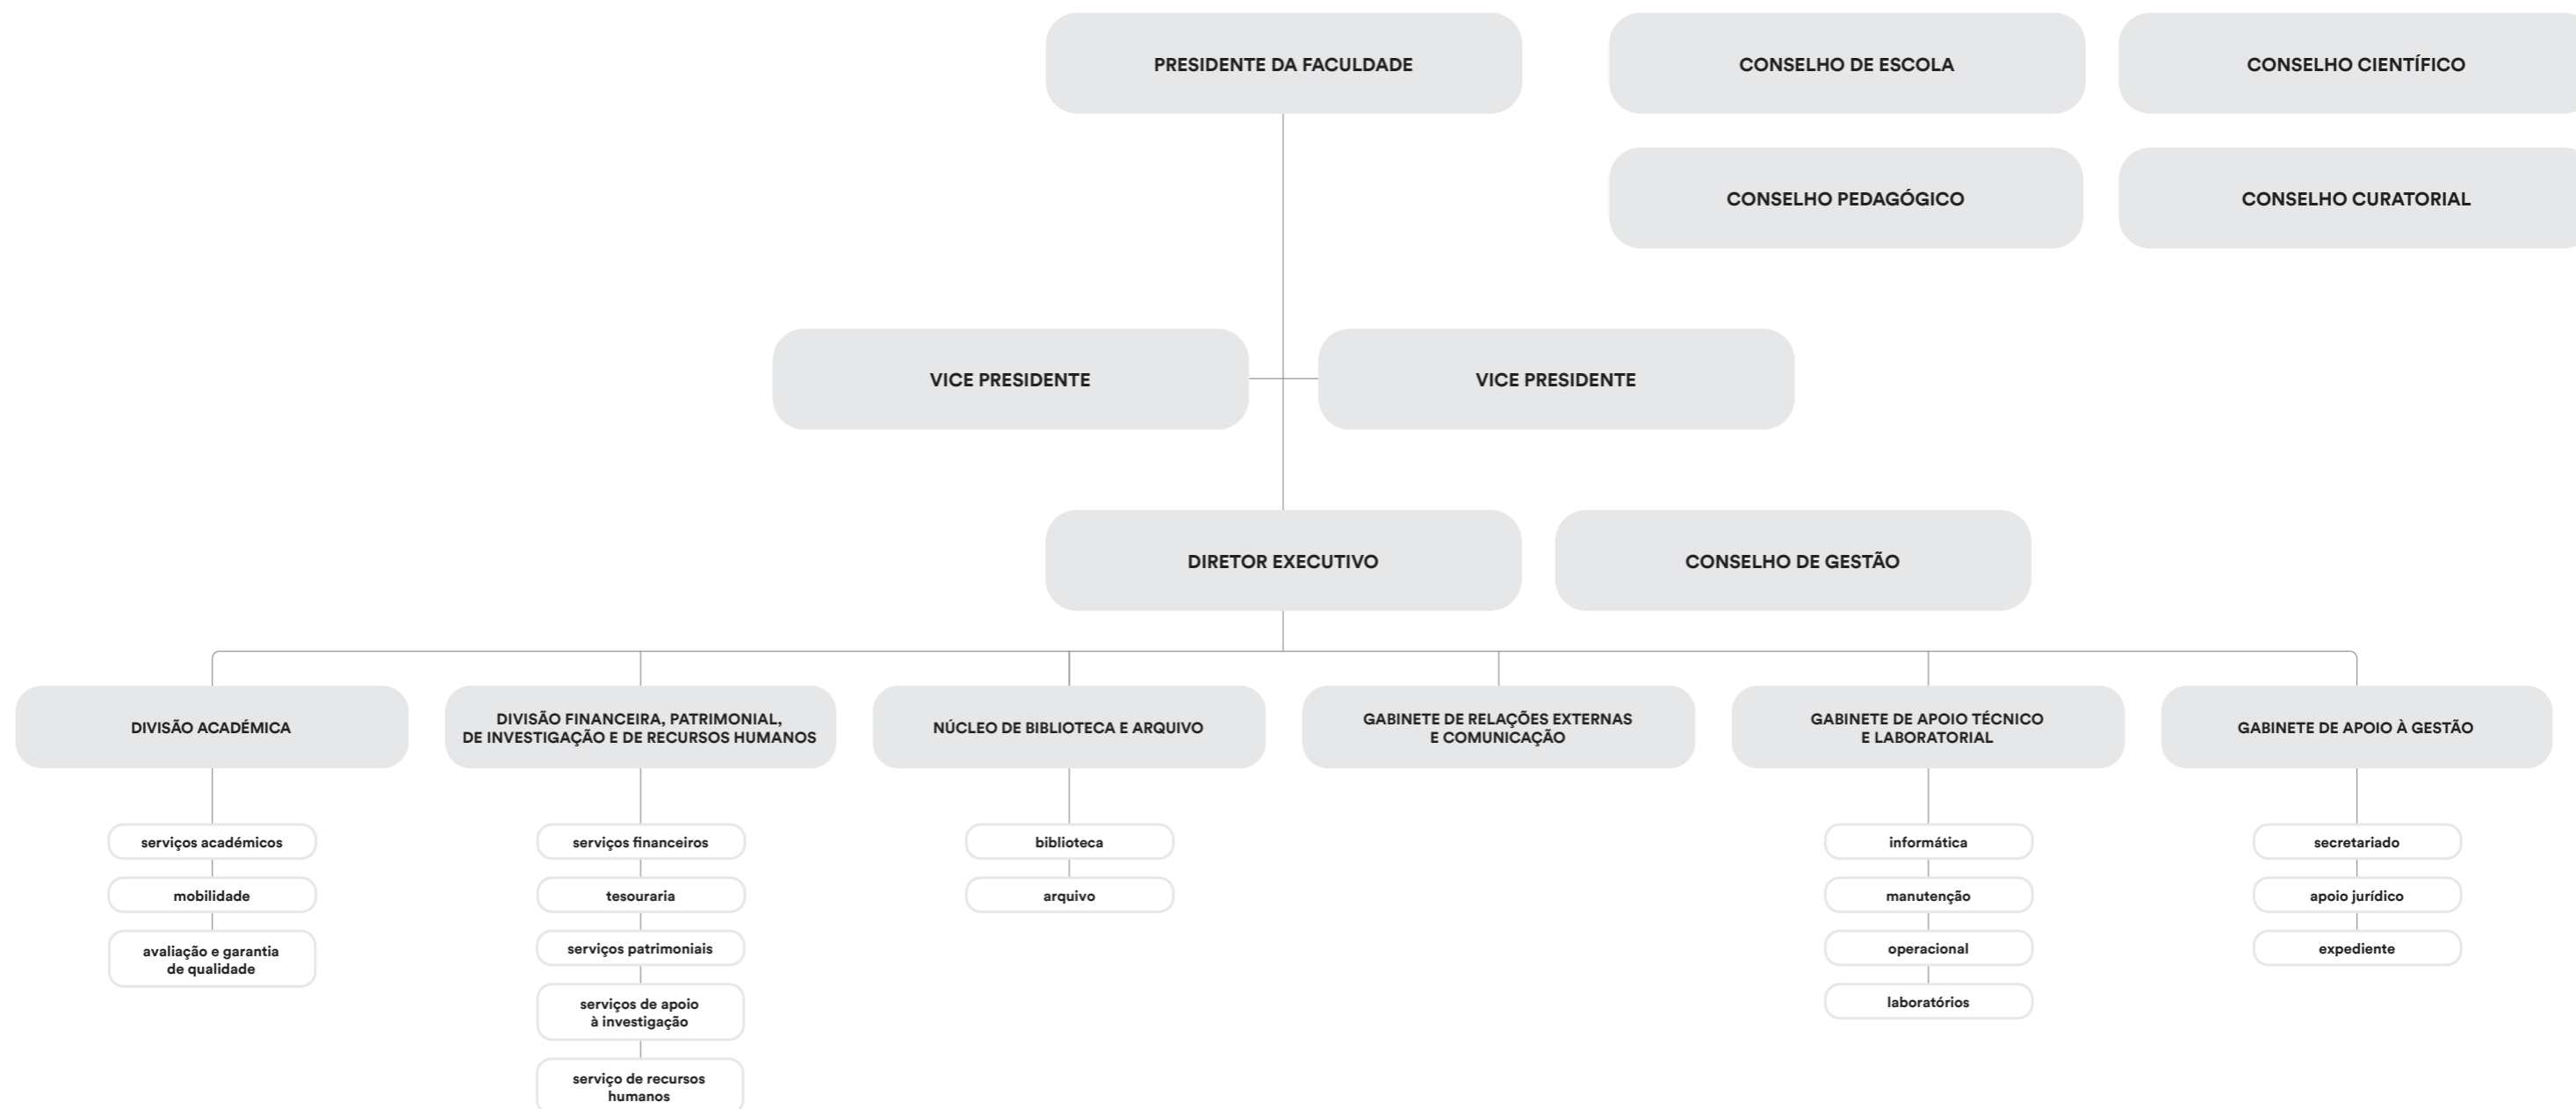 PRESIDENTE DA FACULDADE
CONSELHO DE ESCOLA
CONSELHO CIENTÍFICO
CONSELHO PEDAGÓGICO
CONSELHO CURATORIAL
VICE PRESIDENTE
VICE PRESIDENTE
DIRETOR EXECUTIVO
CONSELHO DE GESTÃO
DIVISÃO ACADÉMICA
serviços académicos
mobilidade
avaliação e garantia
de qualidade
DIVISÃO FINANCEIRA, PATRIMONIAL,
DE INVESTIGAÇÃO E DE RECURSOS HUMANOS
serviços financeiros
tesouraria
serviços patrimoniais
serviços de apoio
à investigação
serviço de recursos
humanos
NÚCLEO DE BIBLIOTECA E ARQUIVO
biblioteca
arquivo
GABINETE DE RELAÇÕES EXTERNAS
E COMUNICAÇÃO
GABINETE DE APOIO TÉCNICO
E LABORATORIAL
informática
manutenção
operacional
laboratórios
GABINETE DE APOIO À GESTÃO
secretariado
apoio jurídico
expediente